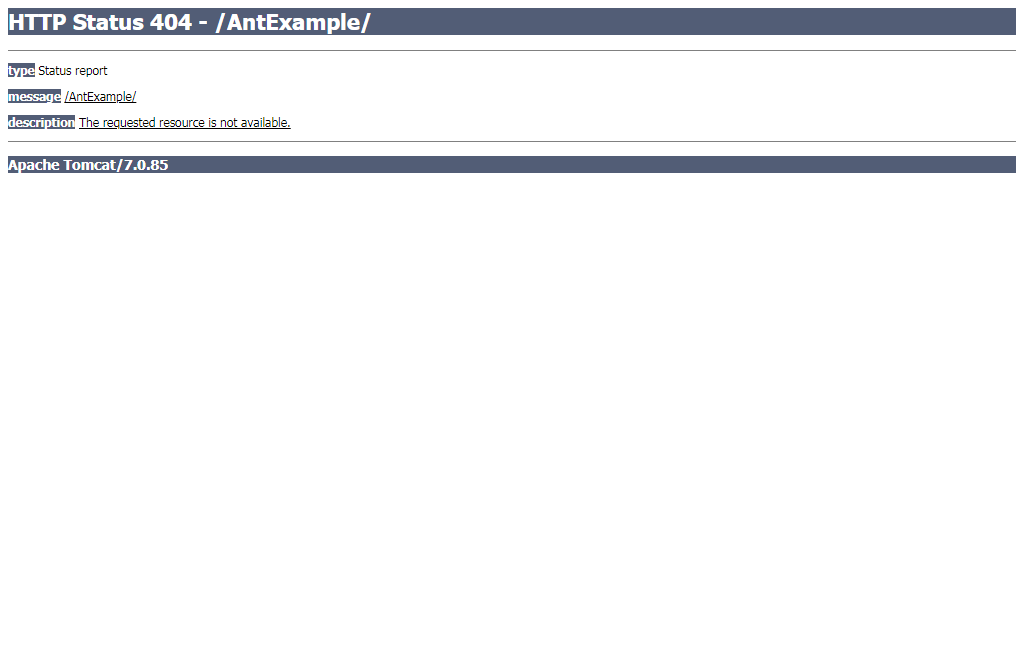 HTTP Status 404 - /AntExample/
type Status report
message /AntExample/
description The requested resource is not available.
Apache Tomcat/7.0.85